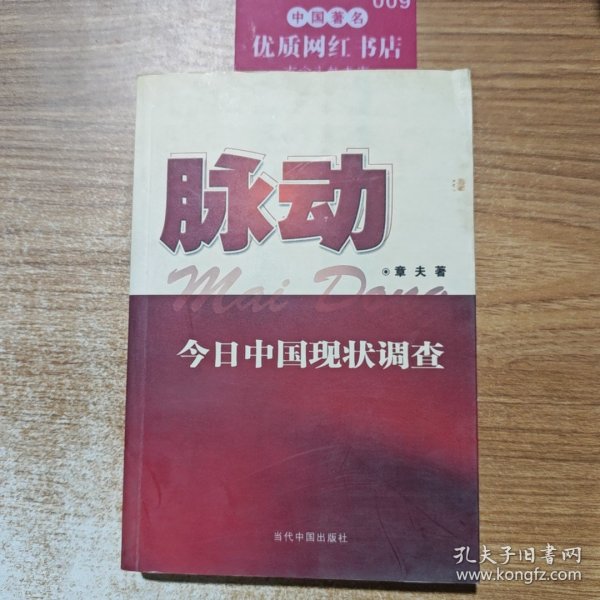 009
中国著名
优质网红书店
脉动
Mai Dong
章夫 著
今日中国现状调查
当代中国出版社
孔夫子旧书网
www.kongfz.com